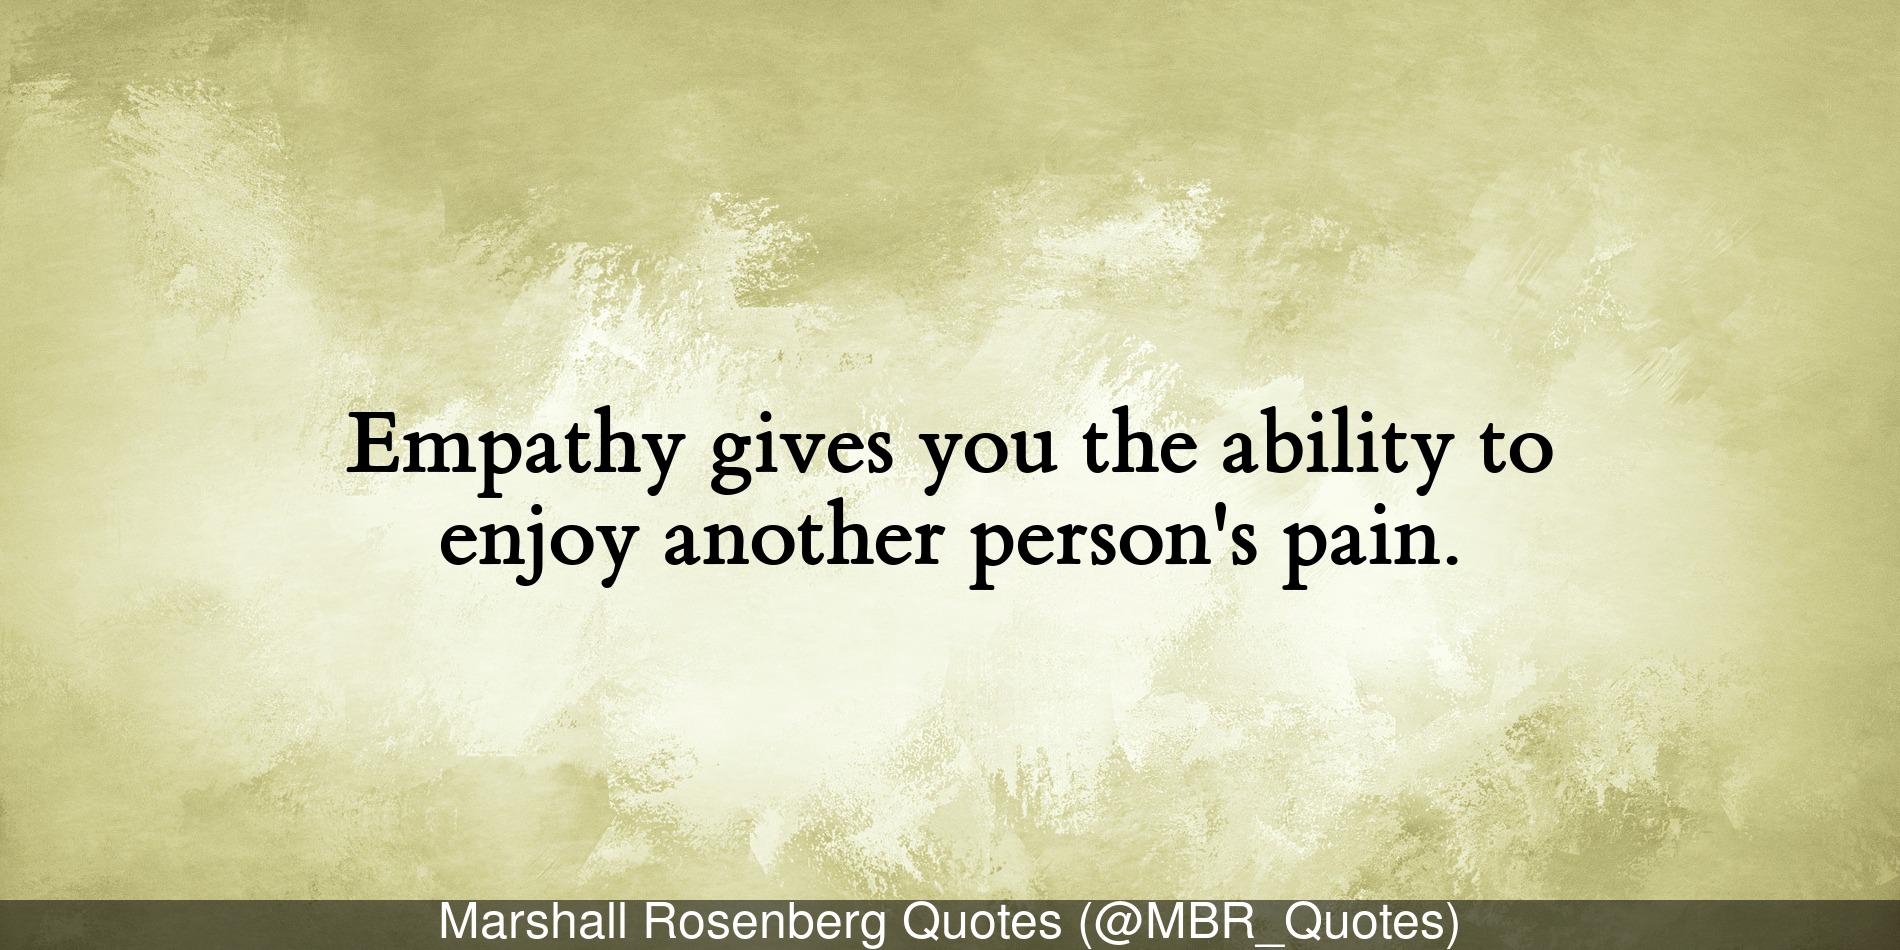 Empathy gives you the ability to
enjoy another person's pain.
Marshall Rosenberg Quotes (@MBR_Quotes)